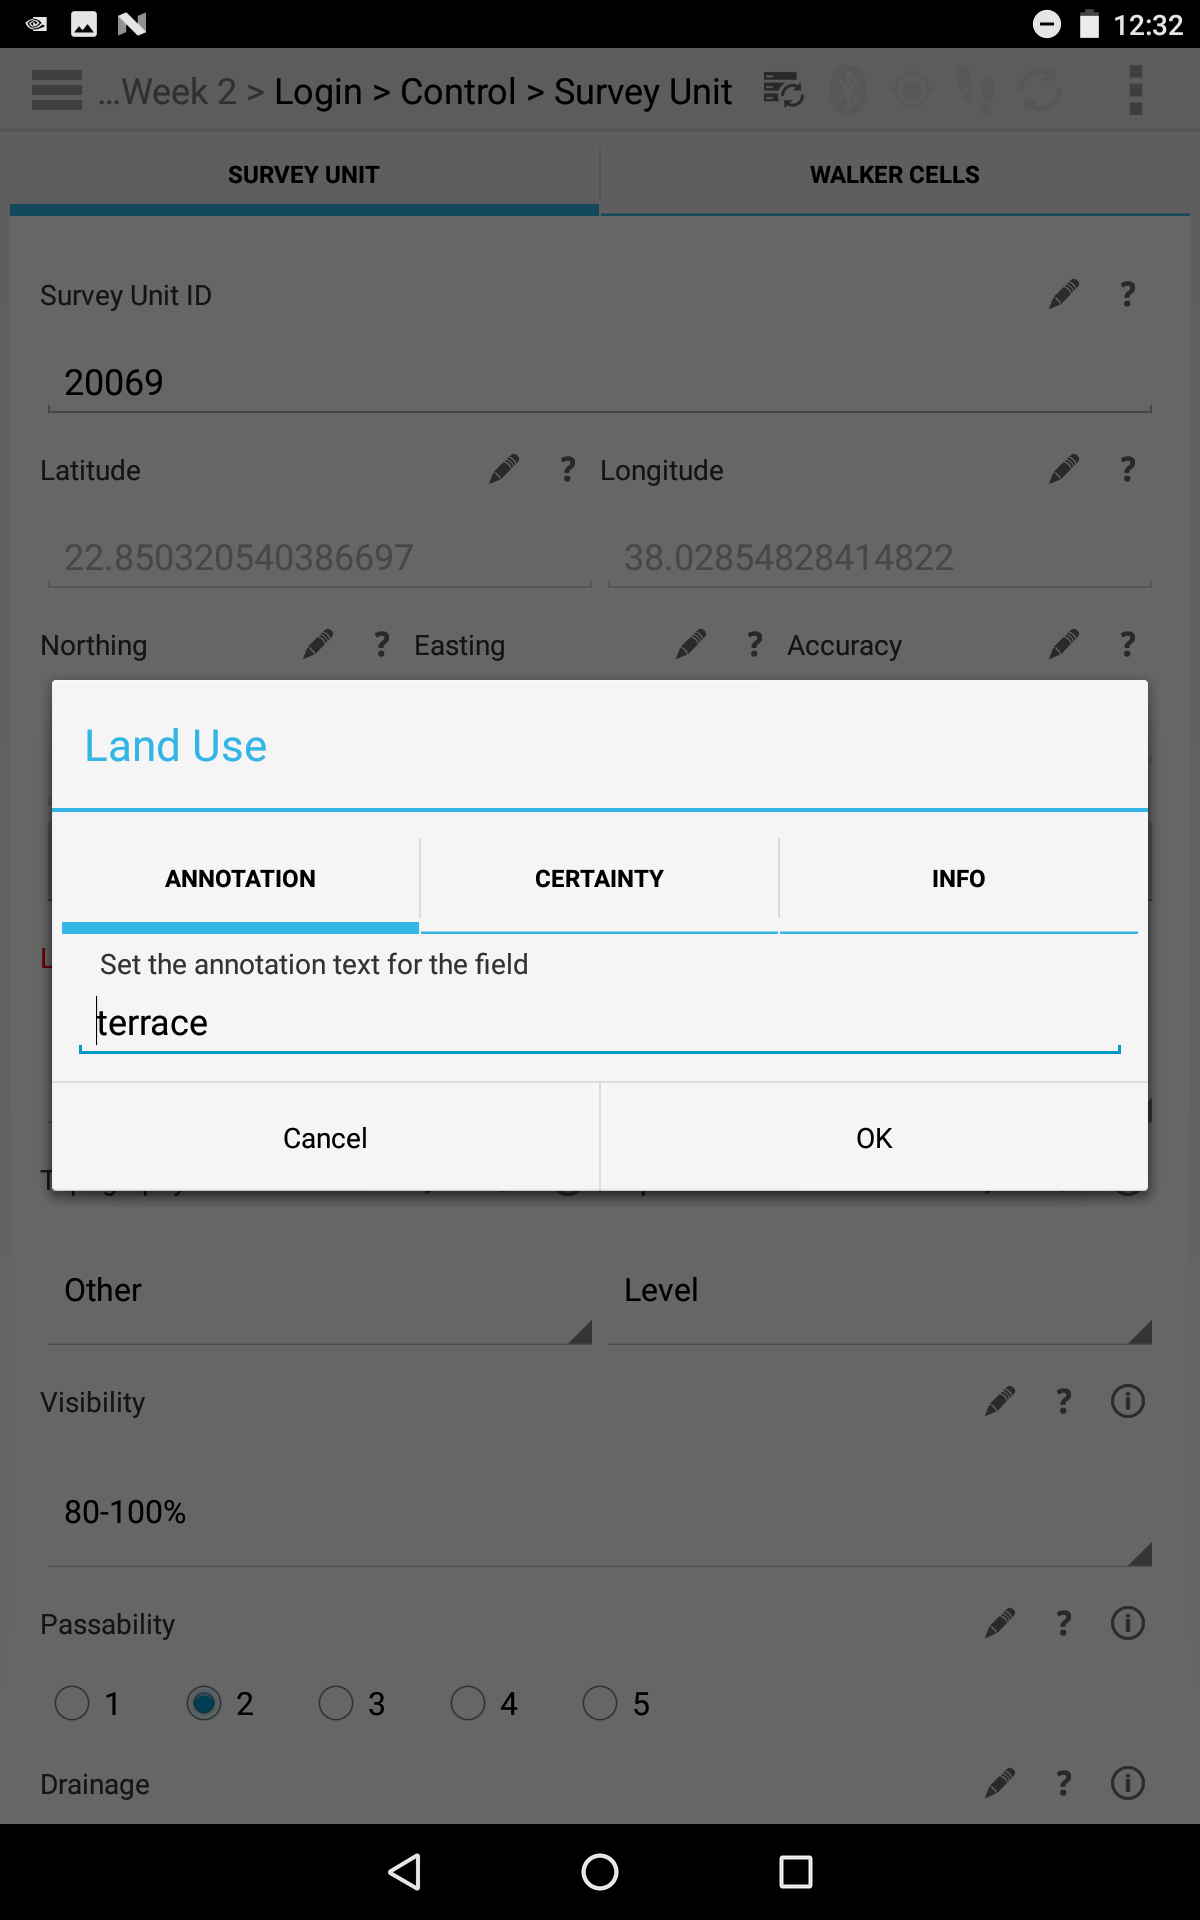 12:32
...Week 2 > Login > Control > Survey Unit
SURVEY UNIT WALKER CELLS
Survey Unit ID ?
20069
Latitude ? Longitude ?
22.850320540386697 38.02854828414822
Northing ? Easting ? Accuracy ?
Land Use
ANNOTATION CERTAINTY INFO
Set the annotation text for the field
terrace
Cancel OK
Other Level
Visibility ?
80-100%
Passability ?
1 2 3 4 5
Drainage ?